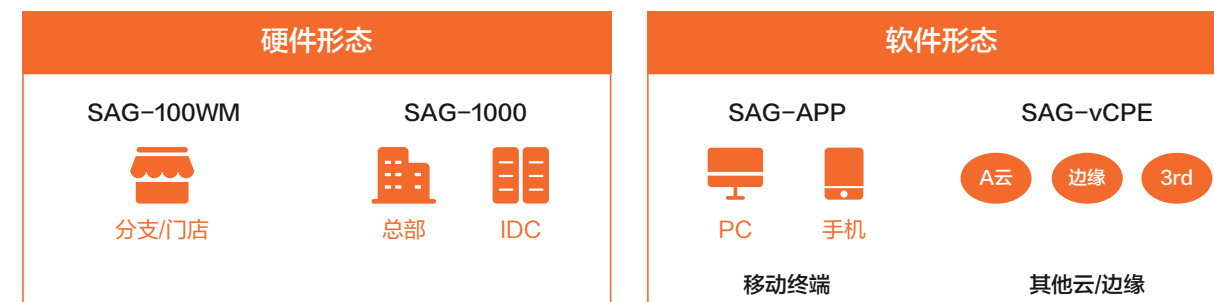 硬件形态
SAG-100WM
SAG-1000
分支/门店
总部
IDC
软件形态
SAG-APP
SAG-vCPE
A云
边缘
3rd
PC
手机
移动终端
其他云/边缘